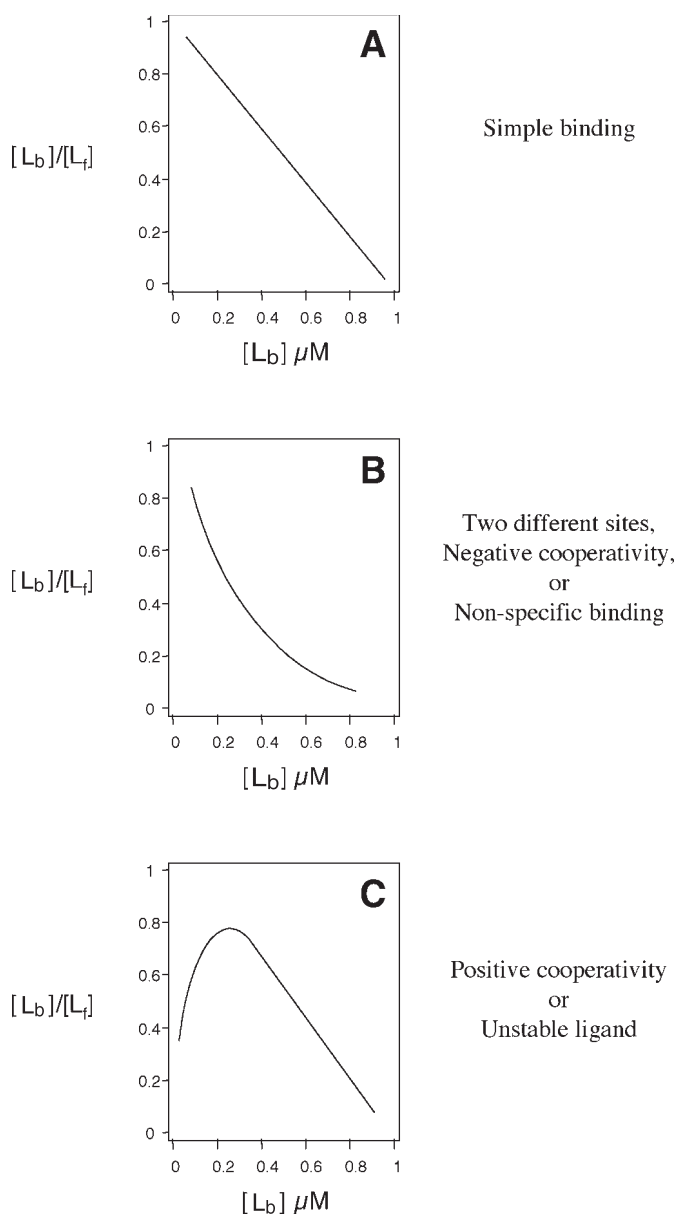 A
1
0.8
0.6
0.4
0.2
0
[Lb]/[Lf]
Simple binding
0 0.2 0.4 0.6 0.8 1
[Lb] μM
B
1
0.8
0.6
0.4
0.2
0
[Lb]/[Lf]
Two different sites,
Negative cooperativity,
or
Non-specific binding
0 0.2 0.4 0.6 0.8 1
[Lb] μM
C
1
0.8
0.6
0.4
0.2
0
[Lb]/[Lf]
Positive cooperativity
or
Unstable ligand
0 0.2 0.4 0.6 0.8 1
[Lb] μM